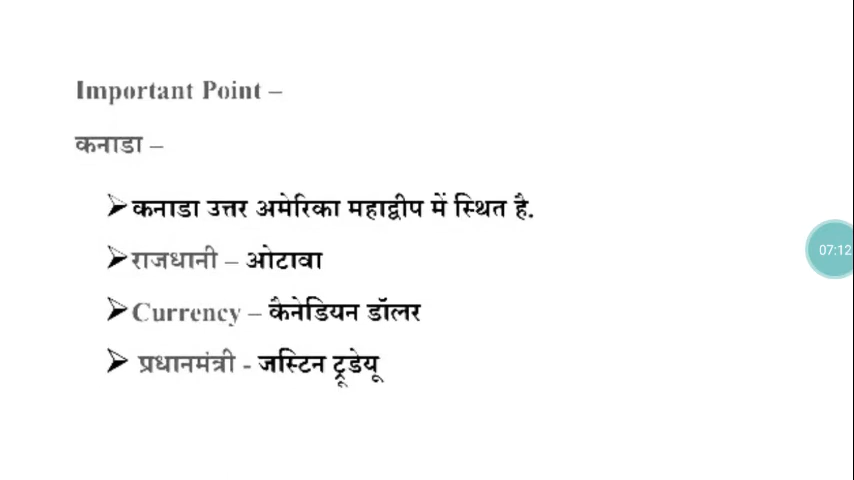 Important Point –
कनाडा –
➢कनाडा उत्तर अमेरिका महाद्वीप में स्थित है.
➢राजधानी – ओटावा
➢Currency – कैनेडियन डॉलर
➢ प्रधानमंत्री - जस्टिन ट्रूडेयू
07:12